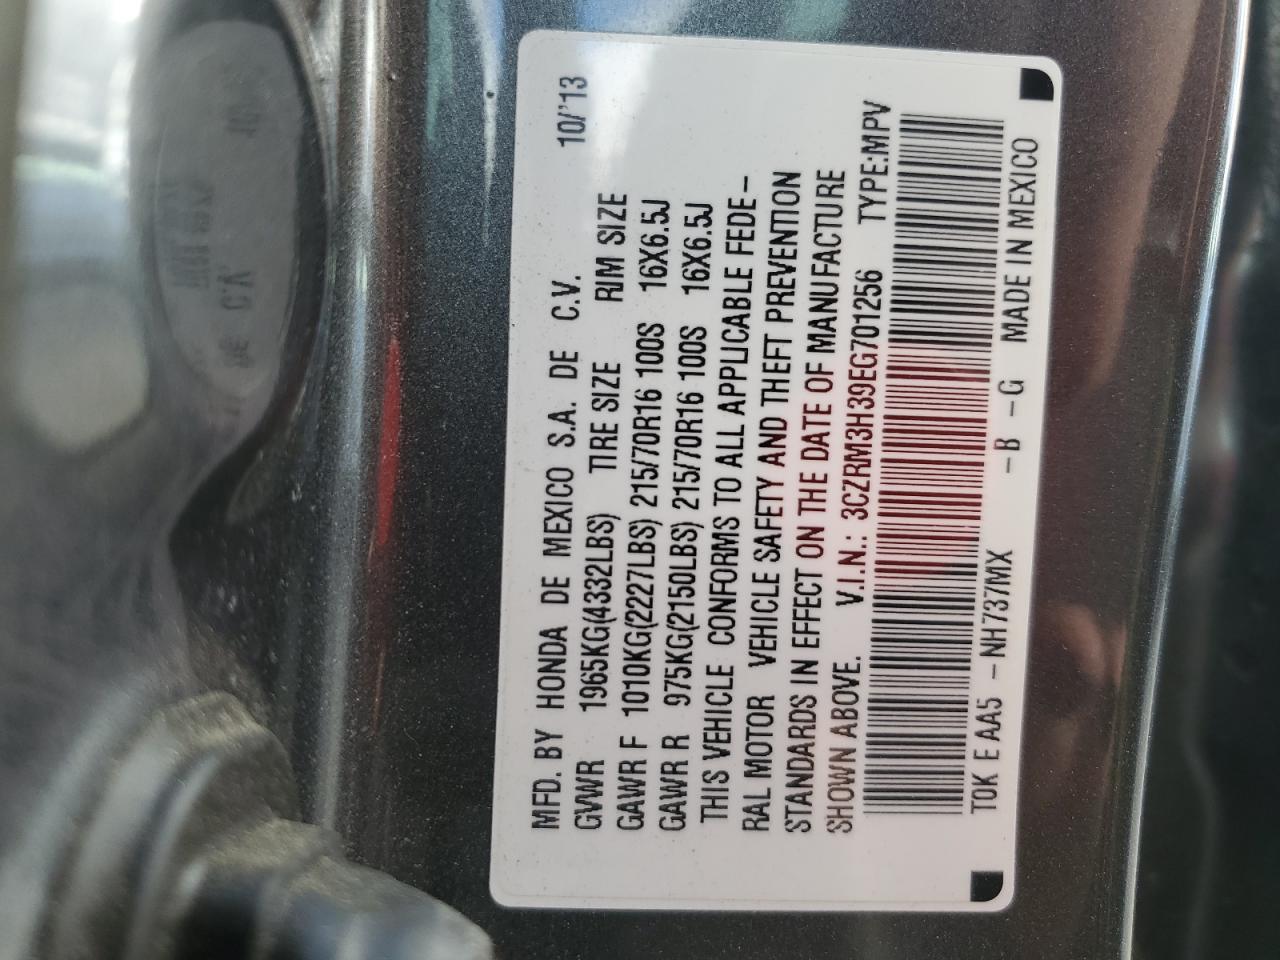 MFD. BY HONDA DE MEXICO S.A. DE C.V. 10/'13
GVWR 1965KG(4332LBS) TIRE SIZE RIM SIZE
GAWR F 1010KG(2227LBS) 215/70R16 100S 16X6.5J
GAWR R 975KG(2150LBS) 215/70R16 100S 16X6.5J
THIS VEHICLE CONFORMS TO ALL APPLICABLE FEDE-
RAL MOTOR VEHICLE SAFETY AND THEFT PREVENTION
STANDARDS IN EFFECT ON THE DATE OF MANUFACTURE
SHOWN ABOVE. V.I.N.: 3CZRM3H39EG701256 TYPE:MPV
T0K E AA5 -NH737MX -B -G MADE IN MEXICO